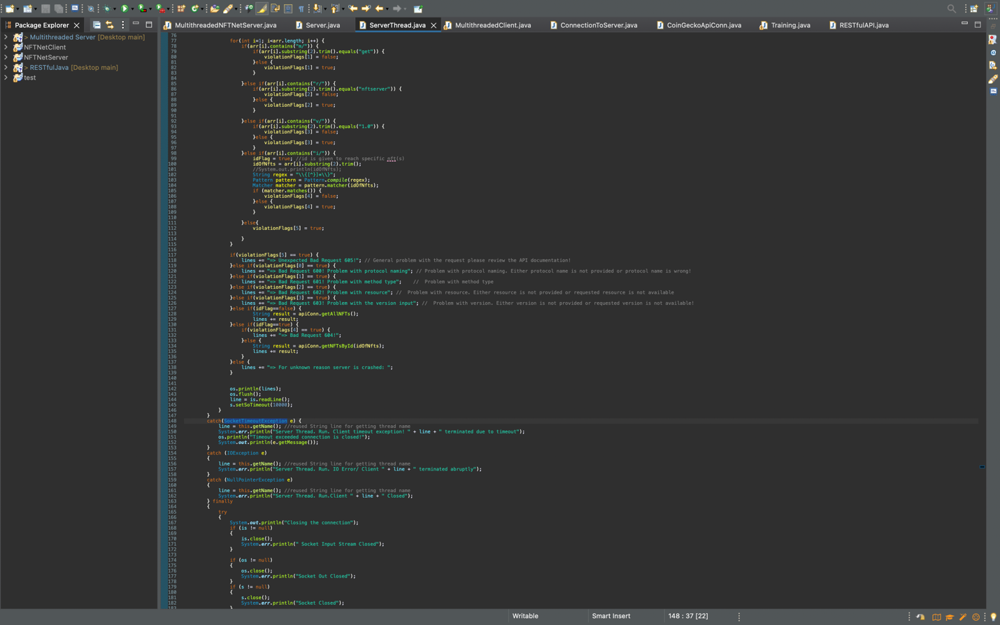 Package Explorer
> Multithreaded Server [Desktop main]
NFTNetClient
NFTNetServer
> RESTfulJava [Desktop main]
test
MultithreadedNFTNetServer.java Server.java ServerThread.java MultithreadedClient.java ConnectionToServer.java CoinGeckoApiConn.java Training.java RESTfulAPI.java
76
77 for(int i=1; i<arr.length; i++) {
78 if(arr[i].contains("m/")) {
79 if(arr[i].substring(2).trim().equals("get")) {
80 violationFlags[1] = false;
81 }else {
82 violationFlags[1] = true;
83 }
84
85 }else if(arr[i].contains("r/")) {
86 if(arr[i].substring(2).trim().equals("nftserver")) {
87 violationFlags[2] = false;
88 }else {
89 violationFlags[2] = true;
90 }
91
92 }else if(arr[i].contains("v/")) {
93 if(arr[i].substring(2).trim().equals("1.0")) {
94 violationFlags[3] = false;
95 }else {
96 violationFlags[3] = true;
97 }
98 }else if(arr[i].contains("i/")) {
99 idFlag = true; //id is given to reach specific nft(s)
100 idOfNfts = arr[i].substring(2).trim();
101 //System.out.println(idOfNfts);
102 String regex = "\\{[^}]*\\}";
103 Pattern pattern = Pattern.compile(regex);
104 Matcher matcher = pattern.matcher(idOfNfts);
105 if (matcher.matches()) {
106 violationFlags[4] = false;
107 }else {
108 violationFlags[4] = true;
109 }
110
111 }else{
112 violationFlags[5] = true;
113
114 }
115 }
116
117 if(violationFlags[5] == true) {
118 lines += "=> Unexpected Bad Request 605!"; // General problem with the request please review the API documentation!
119 }else if(violationFlags[0] == true) {
120 lines += "=> Bad Request 600! Problem with protocol naming"; // Problem with protocol naming. Either protocol name is not provided or protocol name is wrong!
121 }else if(violationFlags[1] == true) {
122 lines += "=> Bad Request 601! Problem with method type"; // Problem with method type
123 }else if(violationFlags[2] == true) {
124 lines += "=> Bad Request 602! Problem with resource"; // Problem with resource. Either resource is not provided or requested resource is not available
125 }else if(violationFlags[3] == true) {
126 lines += "=> Bad Request 603! Problem with the version input"; // Problem with version. Either version is not provided or requested version is not available!
127 }else if(idFlag==false) {
128 String result = apiConn.getAllNFTs();
129 lines += result;
130 }else if(idFlag==true) {
131 if(violationFlags[4] == true) {
132 lines += "=> Bad Request 604!";
133 }else {
134 String result = apiConn.getNFTsById(idOfNfts);
135 lines += result;
136 }
137 }else {
138 lines += "=> For unknown reason server is crashed: ";
139 }
140
141
142 os.println(lines);
143 os.flush();
144 line = is.readLine();
145 s.setSoTimeout(10000);
146 }
147 }
148 catch(SocketTimeoutException e) {
149 line = this.getName(); //reused String line for getting thread name
150 System.err.println("Server Thread. Run. Client timeout exception! " + line + " terminated due to timeout");
151 os.println("Timeout exceeded connection is closed!");
152 System.out.println(e.getMessage());
153 }
154 catch (IOException e)
155 {
156 line = this.getName(); //reused String line for getting thread name
157 System.err.println("Server Thread. Run. IO Error/ Client " + line + " terminated abruptly");
158 }
159 catch (NullPointerException e)
160 {
161 line = this.getName(); //reused String line for getting thread name
162 System.err.println("Server Thread. Run.Client " + line + " Closed");
163 } finally
164 {
165 try
166 {
167 System.out.println("Closing the connection");
168 if (is != null)
169 {
170 is.close();
171 System.err.println(" Socket Input Stream Closed");
172 }
173
174 if (os != null)
175 {
176 os.close();
177 System.err.println("Socket Out Closed");
178 }
179 if (s != null)
180 {
181 s.close();
182 System.err.println("Socket Closed");
183 }
Writable Smart Insert 148 : 37 [22]